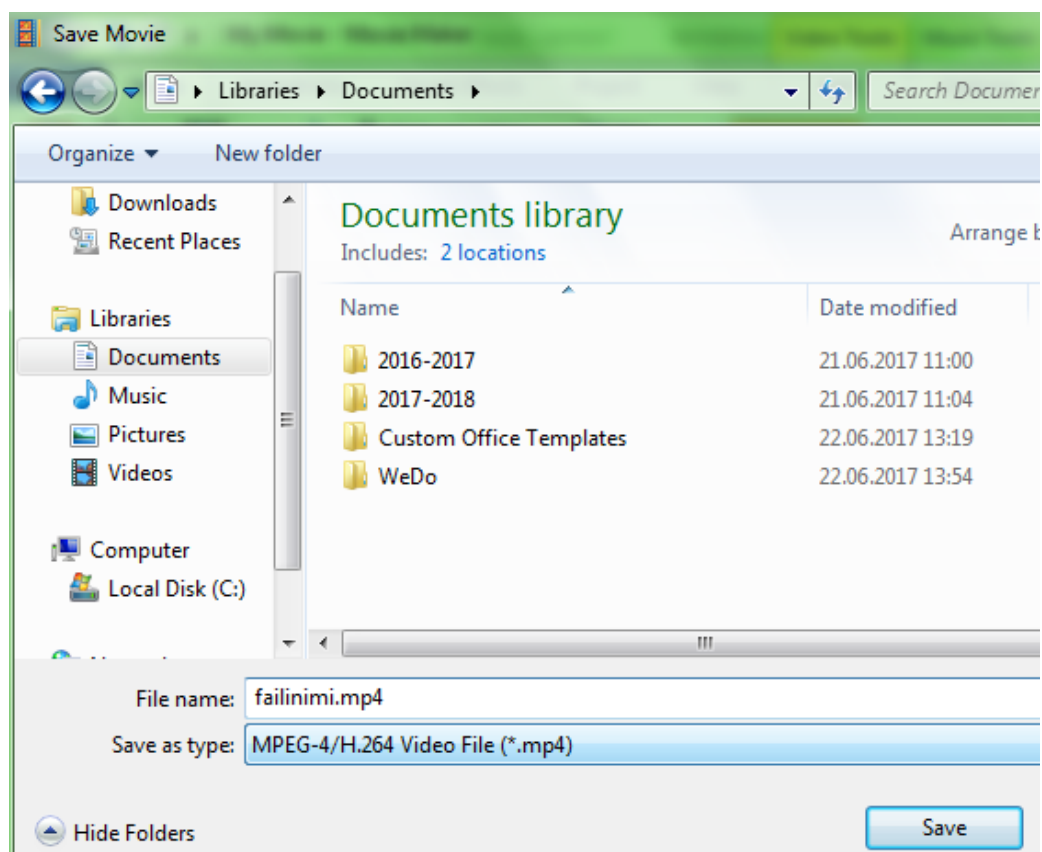 Save Movie
Libraries Documents
Search Documen
Organize New folder
Downloads
Recent Places
Libraries
Documents
Music
Pictures
Videos
Computer
Local Disk (C:)
Documents library
Includes: 2 locations
Arrange b
Name Date modified
2016-2017 21.06.2017 11:00
2017-2018 21.06.2017 11:04
Custom Office Templates 22.06.2017 13:19
WeDo 22.06.2017 13:54
File name: failinimi.mp4
Save as type: MPEG-4/H.264 Video File (*.mp4)
Hide Folders
Save